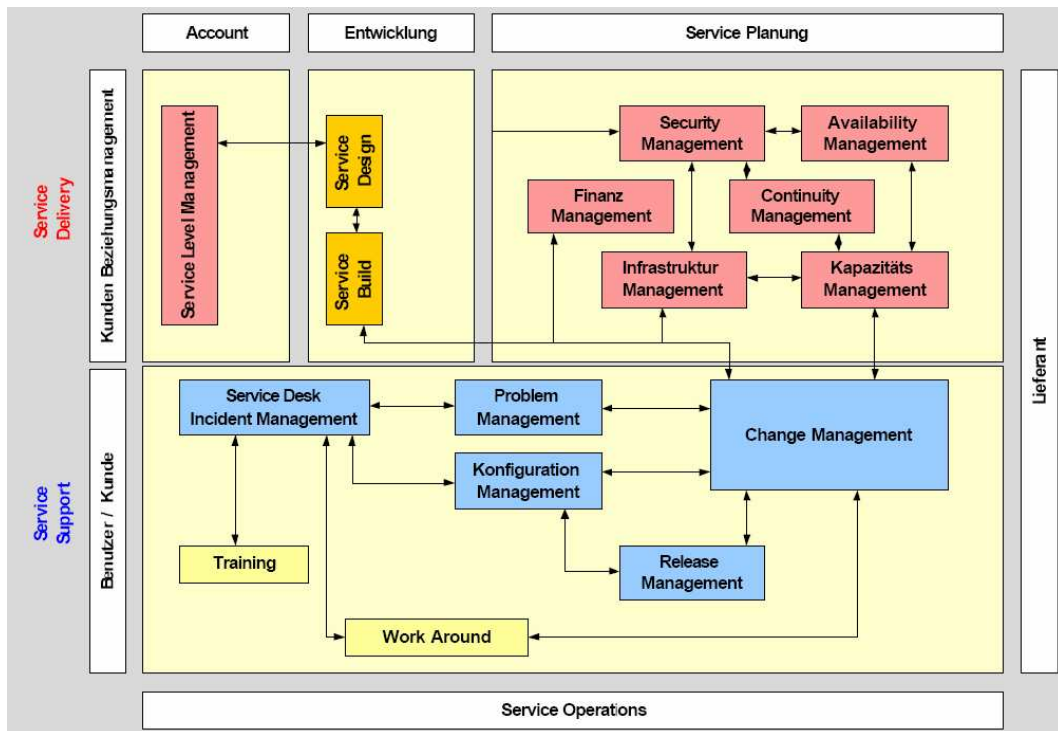 Account
Entwicklung
Service Planung
Service
Delivery
Kunden Beziehungsmanagement
Service Level Management
Service
Design
Service
Build
Security
Management
Availability
Management
Finanz
Management
Continuity
Management
Infrastruktur
Management
Kapazitäts
Management
Lieferant
Service
Support
Benutzer / Kunde
Service Desk
Incident Management
Problem
Management
Change Management
Konfiguration
Management
Training
Release
Management
Work Around
Service Operations